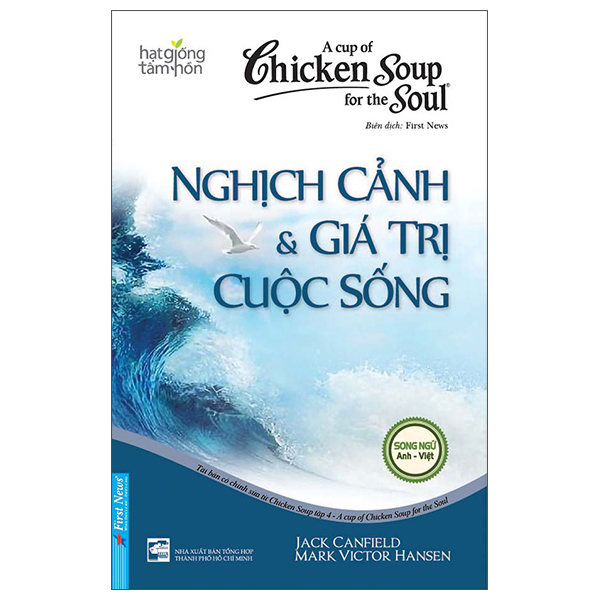 hạt giống
tâm hồn
A cup of
Chicken Soup
for the Soul®
Biên dịch: First News
NGHỊCH CẢNH
& GIÁ TRỊ
CUỘC SỐNG
SONG NGỮ
Anh - Việt
Tái bản có chỉnh sửa từ Chicken Soup tập 4 - A cup of Chicken Soup for the Soul
First News
NHÀ XUẤT BẢN TỔNG HỢP
THÀNH PHỐ HỒ CHÍ MINH
JACK CANFIELD
MARK VICTOR HANSEN